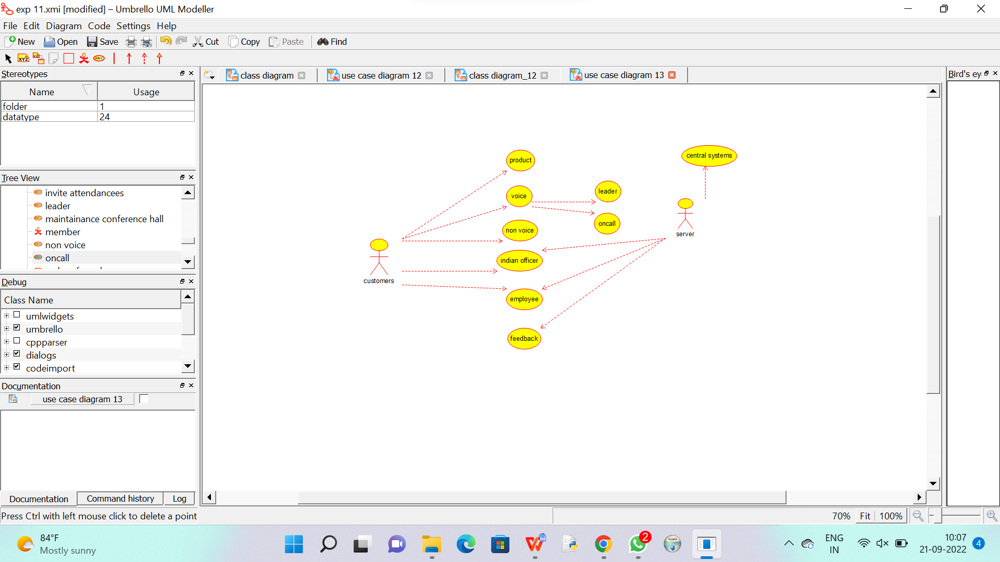 exp 11.xmi [modified] – Umbrello UML Modeller
File Edit Diagram Code Settings Help
New Open Save Cut Copy Paste Find
XYZ XYZ ABC
Stereotypes
Name Usage
folder 1
datatype 24
Tree View
invite attendancees
leader
maintainance conference hall
member
non voice
oncall
Debug
Class Name
umlwidgets
umbrello
cppparser
dialogs
codeimport
Documentation
use case diagram 13
Documentation Command history Log
class diagram use case diagram 12 class diagram_12 use case diagram 13
Bird's ey
product
central systems
voice
leader
oncall
non voice
server
indian officer
customers
employee
feedback
Press Ctrl with left mouse click to delete a point
70% Fit 100%
84°F
Mostly sunny
2
ENG
IN
10:07
21-09-2022
4